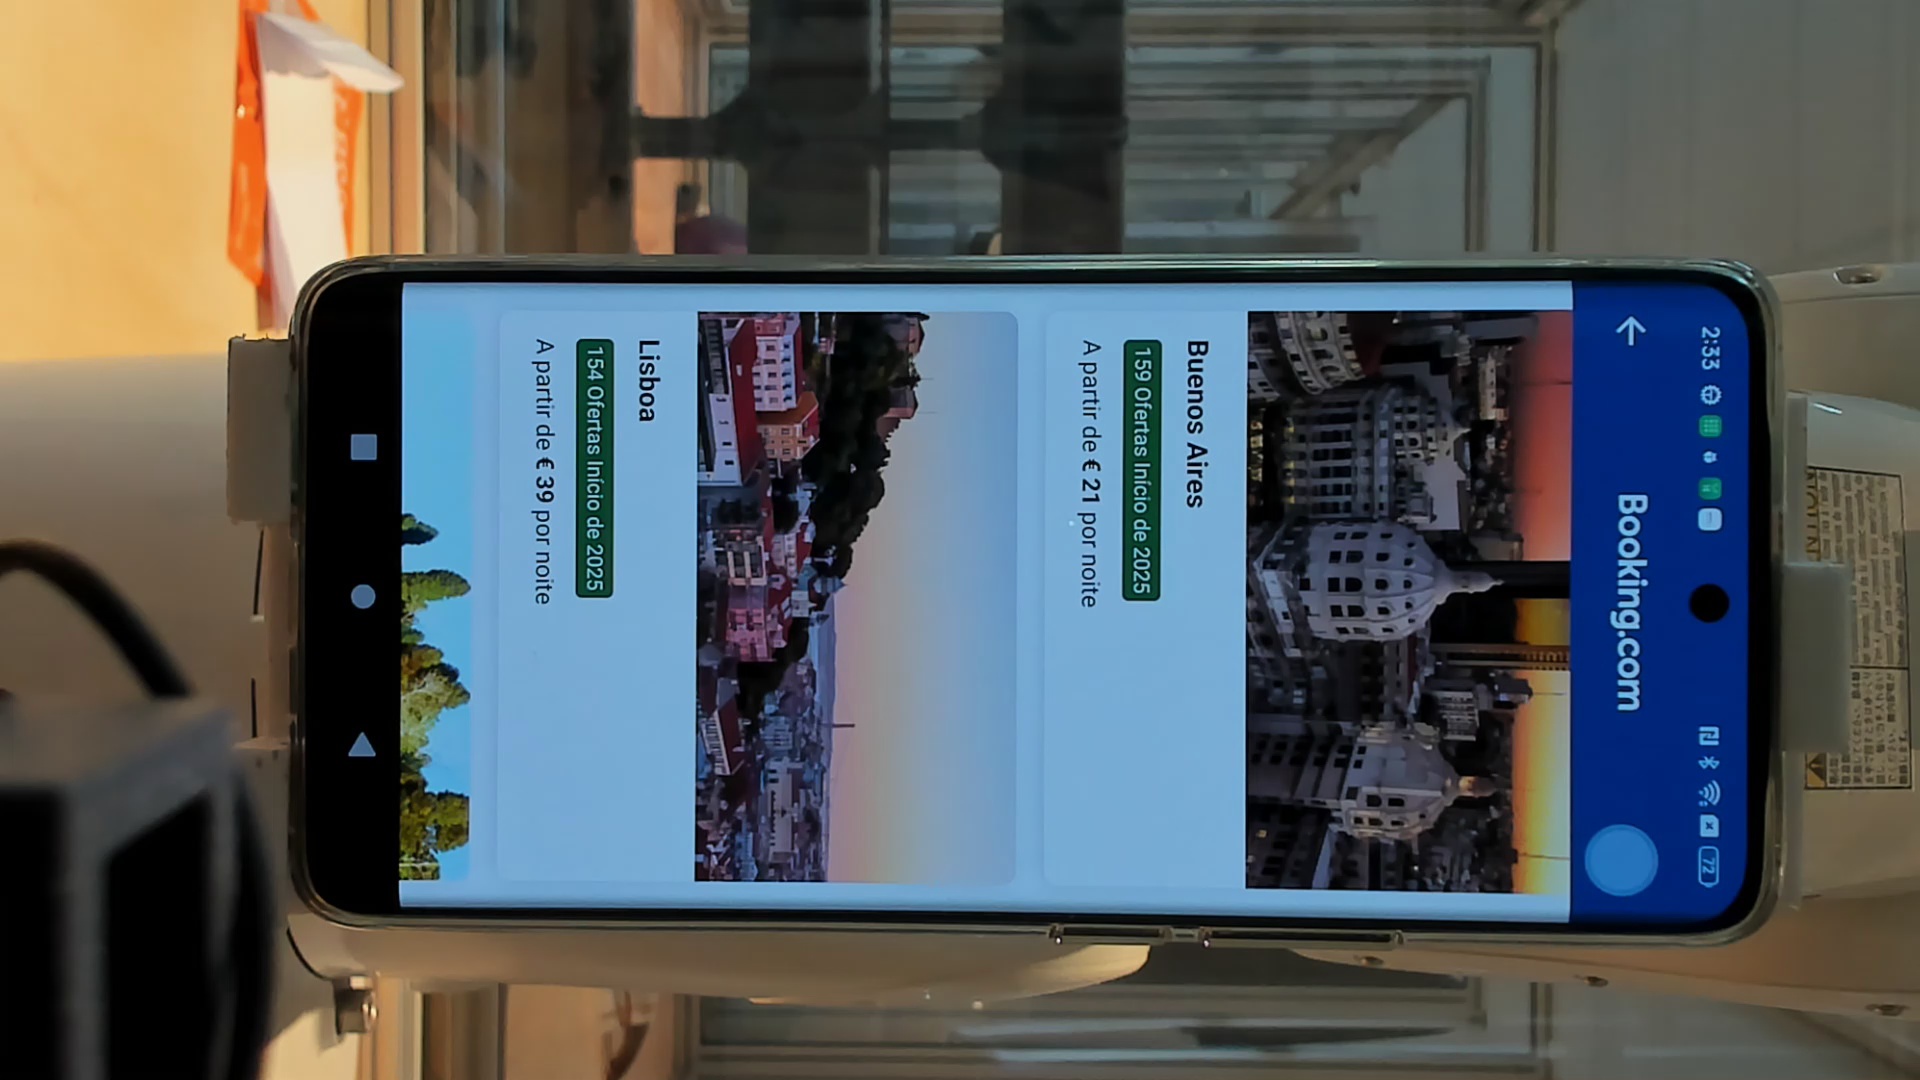 2:33
72
Booking.com
Buenos Aires
159 Ofertas Início de 2025
A partir de € 21 por noite
Lisboa
154 Ofertas Início de 2025
A partir de € 39 por noite